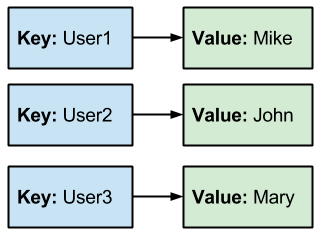 Key: User1
Value: Mike
Key: User2
Value: John
Key: User3
Value: Mary